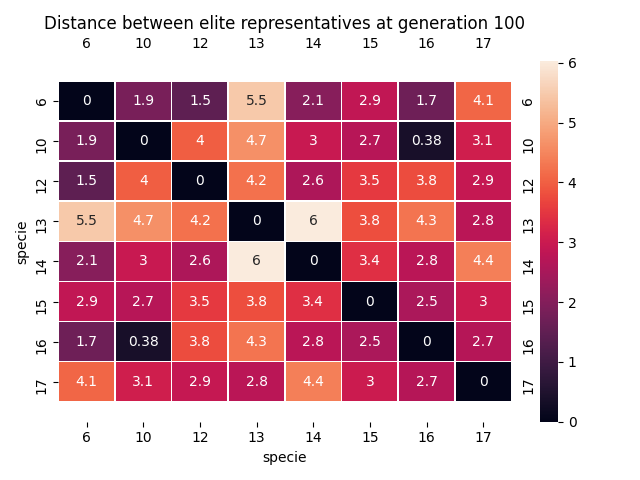 Distance between elite representatives at generation 100
6 10 12 13 14 15 16 17
6 0 1.9 1.5 5.5 2.1 2.9 1.7 4.1 6
10 1.9 0 4 4.7 3 2.7 0.38 3.1 10
12 1.5 4 0 4.2 2.6 3.5 3.8 2.9 12
13 5.5 4.7 4.2 0 6 3.8 4.3 2.8 13
14 2.1 3 2.6 6 0 3.4 2.8 4.4 14
15 2.9 2.7 3.5 3.8 3.4 0 2.5 3 15
16 1.7 0.38 3.8 4.3 2.8 2.5 0 2.7 16
17 4.1 3.1 2.9 2.8 4.4 3 2.7 0 17
6 10 12 13 14 15 16 17
specie
specie
6
5
4
3
2
1
0